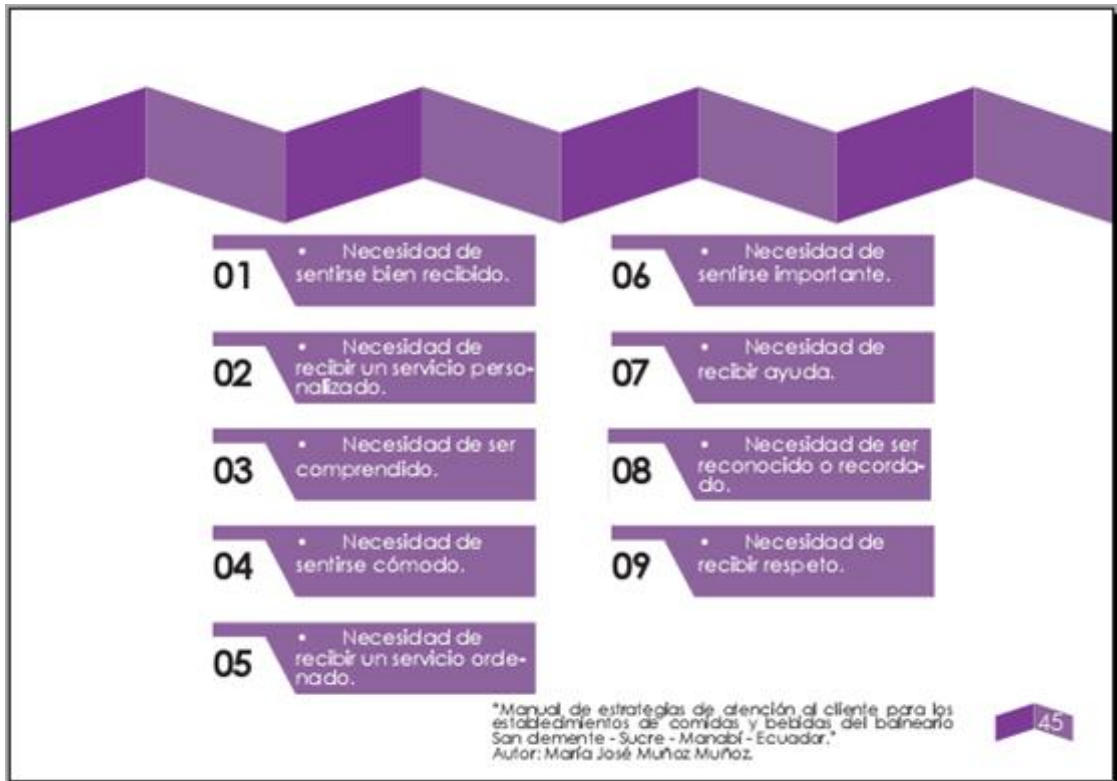 01
• Necesidad de
sentirse bien recibido.
02
• Necesidad de
recibir un servicio perso-
nalizado.
03
• Necesidad de ser
comprendido.
04
• Necesidad de
sentirse cómodo.
05
• Necesidad de
recibir un servicio orde-
nado.
06
• Necesidad de
sentirse importante.
07
• Necesidad de
recibir ayuda.
08
• Necesidad de ser
reconocido o recorda-
do.
09
• Necesidad de
recibir respeto.
"Manual de estrategias de atención al cliente para los
establecimientos de comidas y bebidas del balneario
San clemente - Sucre - Manabí - Ecuador."
Autor: María José Muñoz Muñoz.
45